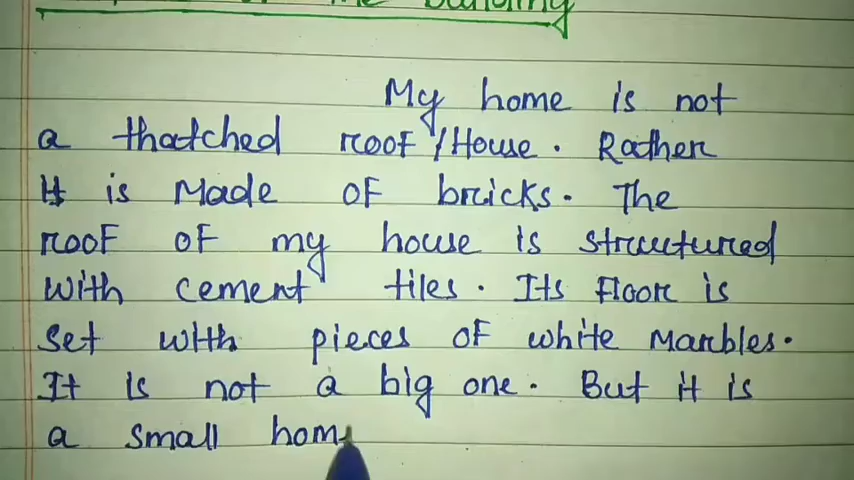 the building
My home is not
a thatched roof/House. Rather
It is Made of bricks. The
roof of my house is structured
with cement tiles. Its Floor is
set with pieces of white Marbles.
It is not a big one. But it is
a small hom